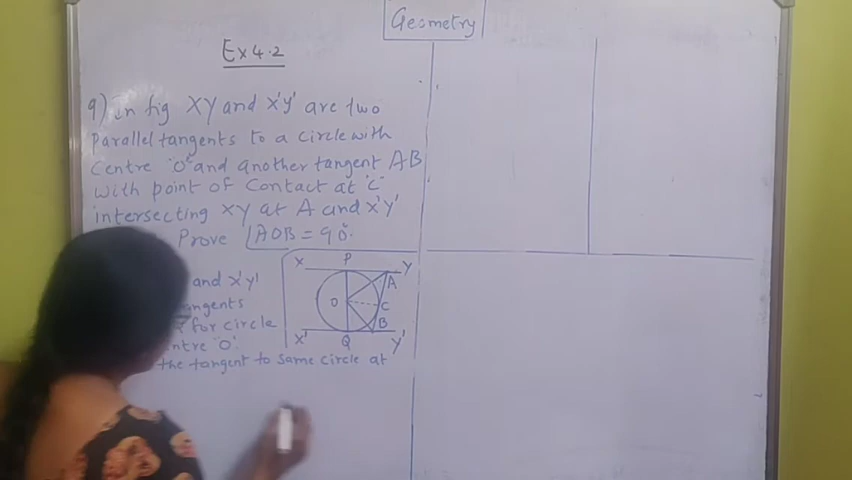 Geometry
Ex 4.2
9) In fig XY and X'Y' are two
parallel tangents to a circle with
Centre 'O' and another tangent AB
with point of Contact at 'C'
intersecting XY at A and X'Y'
Prove ∠AOB = 90°.
and X'Y'
for circle
'O'.
the tangent to same circle at
X P Y
A
O C
B
X' Q Y'